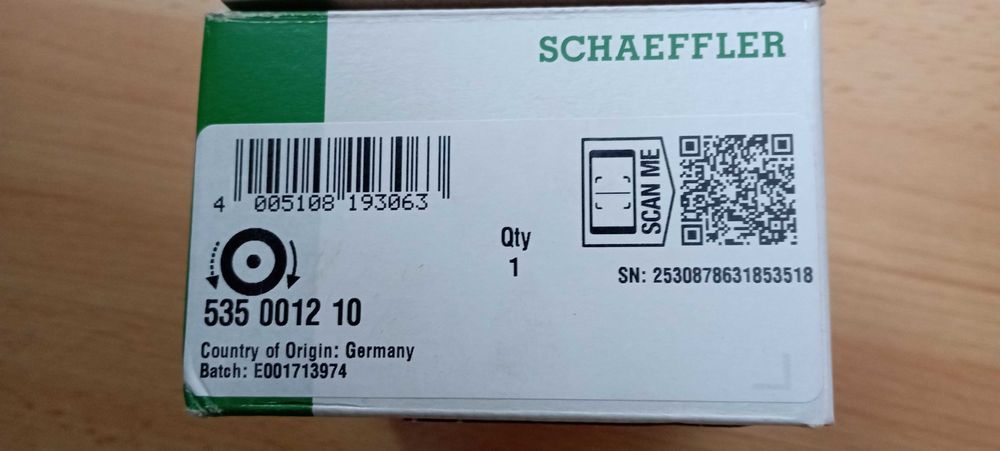 SCHAEFFLER
4 005108 193063
SCAN ME
Qty
1
SN: 2530878631853518
535 0012 10
Country of Origin: Germany
Batch: E001713974
L